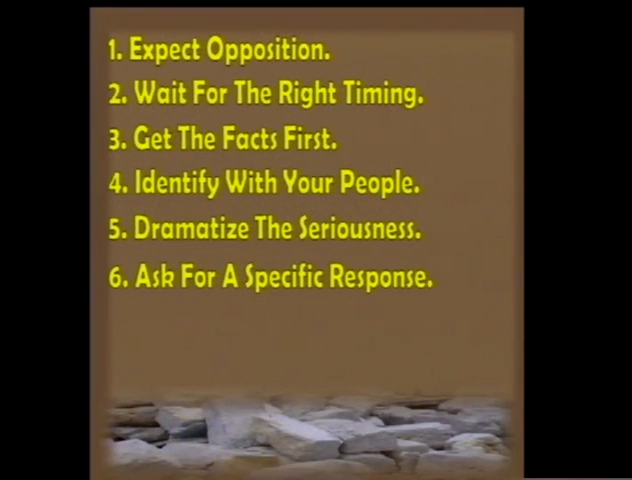 1. Expect Opposition.
2. Wait For The Right Timing.
3. Get The Facts First.
4. Identify With Your People.
5. Dramatize The Seriousness.
6. Ask For A Specific Response.